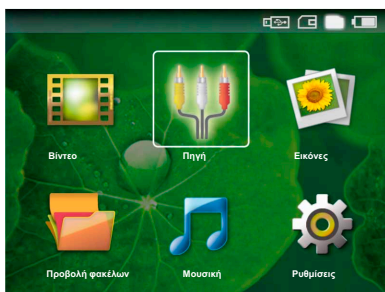 Βίντεο
Πηγή
Εικόνες
Προβολή φακέλων
Μουσική
Ρυθμίσεις